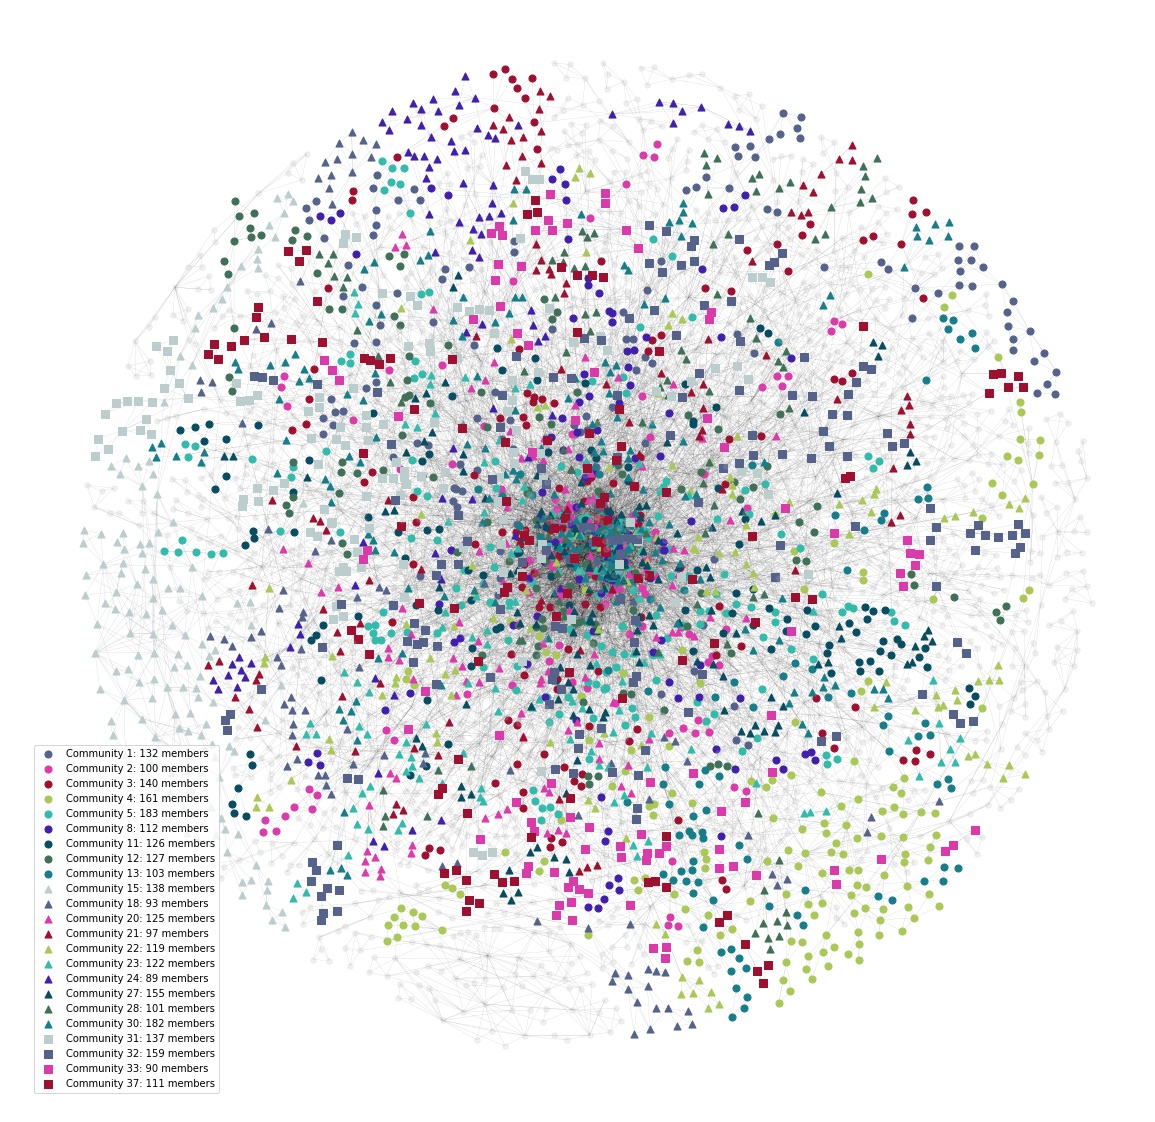 Community 1: 132 members
Community 2: 100 members
Community 3: 140 members
Community 4: 161 members
Community 5: 183 members
Community 8: 112 members
Community 11: 126 members
Community 12: 127 members
Community 13: 103 members
Community 15: 138 members
Community 18: 93 members
Community 20: 125 members
Community 21: 97 members
Community 22: 119 members
Community 23: 122 members
Community 24: 89 members
Community 27: 155 members
Community 28: 101 members
Community 30: 182 members
Community 31: 137 members
Community 32: 159 members
Community 33: 90 members
Community 37: 111 members